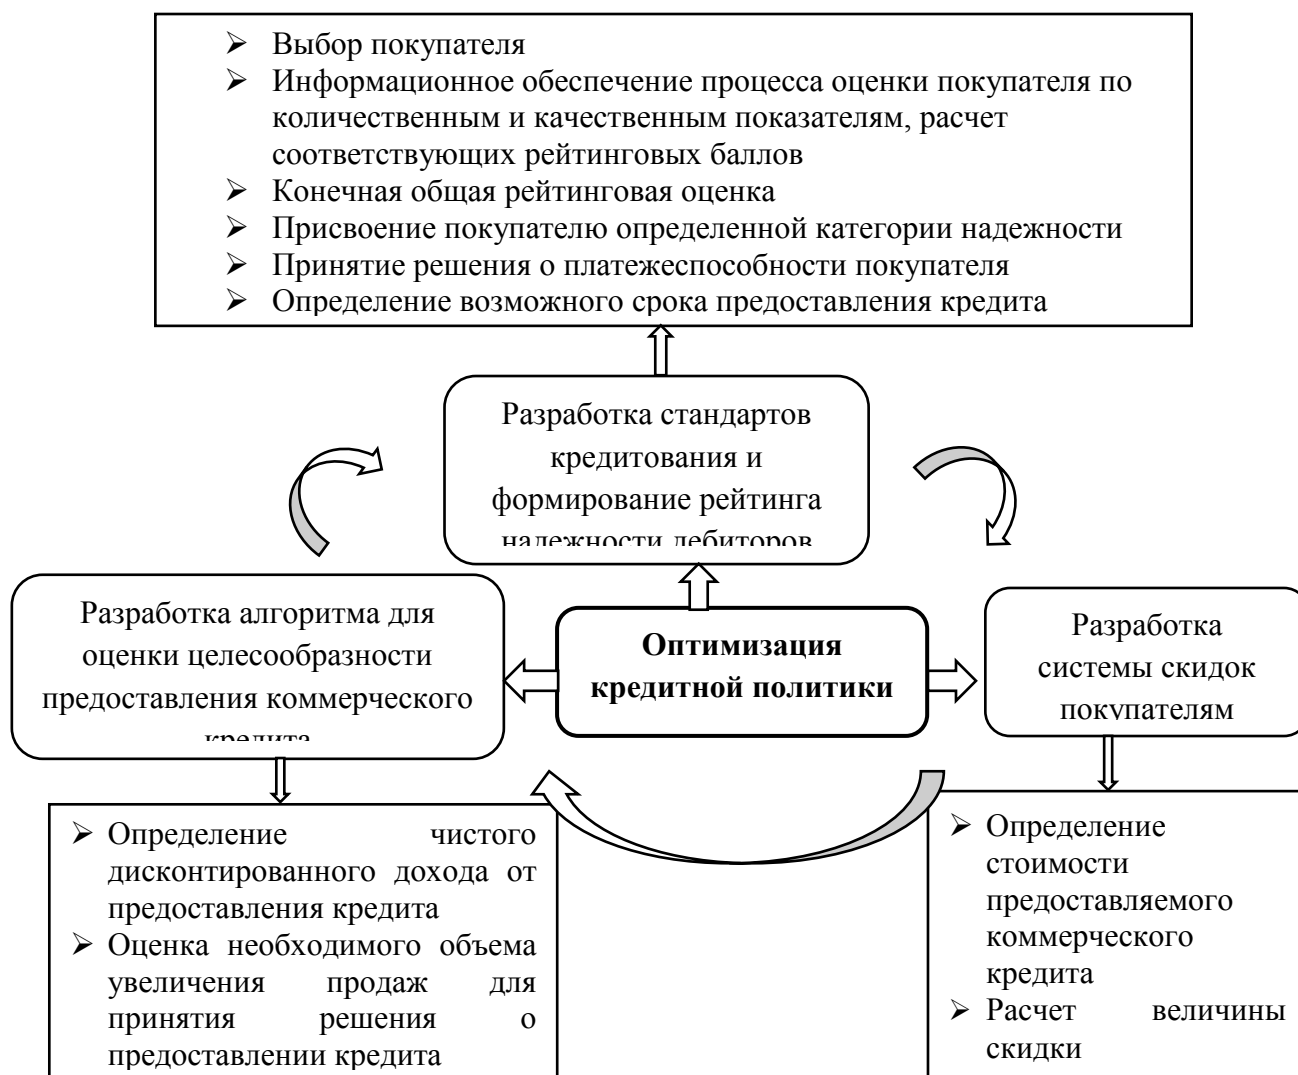 ➢ Выбор покупателя
➢ Информационное обеспечение процесса оценки покупателя по
количественным и качественным показателям, расчет
соответствующих рейтинговых баллов
➢ Конечная общая рейтинговая оценка
➢ Присвоение покупателю определенной категории надежности
➢ Принятие решения о платежеспособности покупателя
➢ Определение возможного срока предоставления кредита
Разработка стандартов
кредитования и
формирование рейтинга
надежности дебиторов
Разработка алгоритма для
оценки целесообразности
предоставления коммерческого
кредита
Оптимизация
кредитной политики
Разработка
системы скидок
покупателям
➢ Определение чистого
дисконтированного дохода от
предоставления кредита
➢ Оценка необходимого объема
увеличения продаж для
принятия решения о
предоставлении кредита
➢ Определение
стоимости
предоставляемого
коммерческого
кредита
➢ Расчет величины
скидки